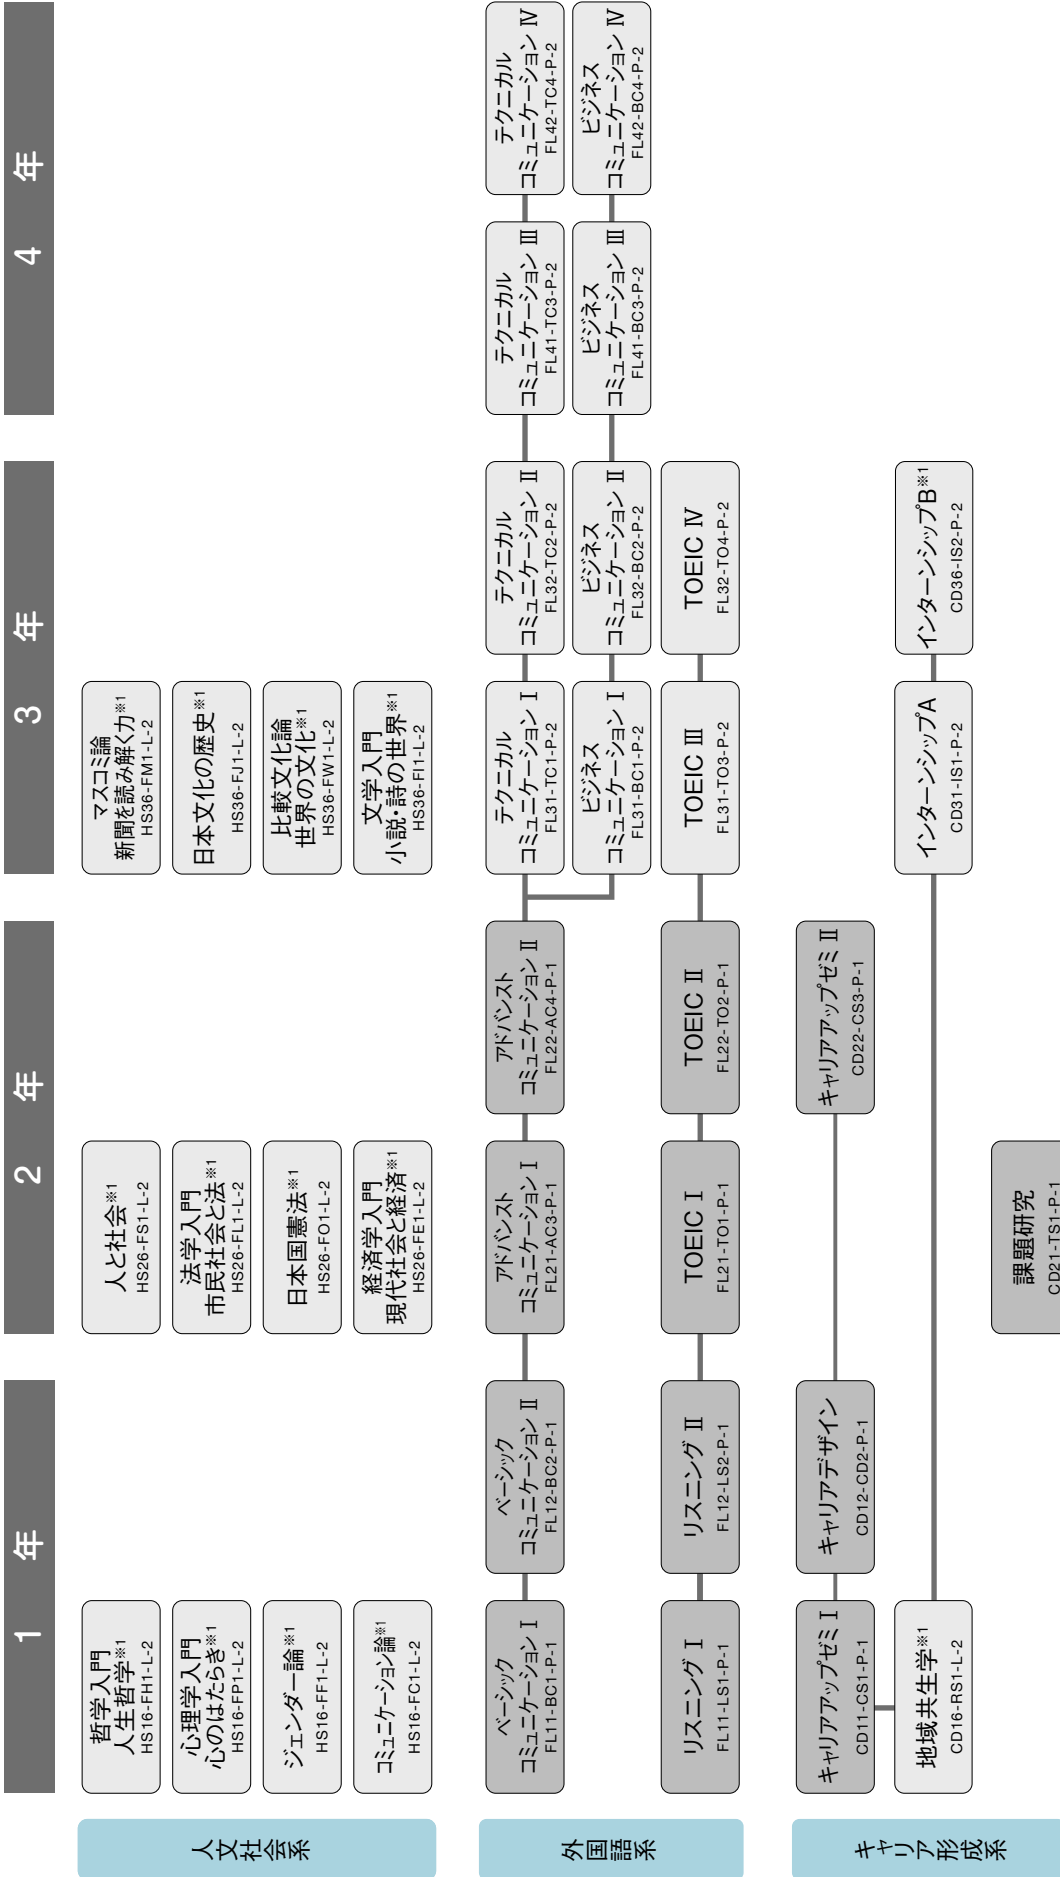 1 年
2 年
3 年
4 年
人文社会系
哲学入門
人生哲学※1
HS16-FH1-L-2
心理学入門
心のはたらき※1
HS16-FP1-L-2
ジェンダー論※1
HS16-FF1-L-2
コミュニケーション論※1
HS16-FC1-L-2
人と社会※1
HS26-FS1-L-2
法学入門
市民社会と法※1
HS26-FL1-L-2
日本国憲法※1
HS26-FO1-L-2
経済学入門
現代社会と経済※1
HS26-FE1-L-2
マスコミ論
新聞を読み解く力※1
HS36-FM1-L-2
日本文化の歴史※1
HS36-FJ1-L-2
比較文化論
世界の文化※1
HS36-FW1-L-2
文学入門
小説・詩の世界※1
HS36-FI1-L-2
外国語系
ベーシック
コミュニケーション Ⅰ
FL11-BC1-P-1
ベーシック
コミュニケーション Ⅱ
FL12-BC2-P-1
アドバンスト
コミュニケーション Ⅰ
FL21-AC3-P-1
アドバンスト
コミュニケーション Ⅱ
FL22-AC4-P-1
テクニカル
コミュニケーション Ⅰ
FL31-TC1-P-2
テクニカル
コミュニケーション Ⅱ
FL32-TC2-P-2
テクニカル
コミュニケーション Ⅲ
FL41-TC3-P-2
テクニカル
コミュニケーション Ⅳ
FL42-TC4-P-2
ビジネス
コミュニケーション Ⅰ
FL31-BC1-P-2
ビジネス
コミュニケーション Ⅱ
FL32-BC2-P-2
ビジネス
コミュニケーション Ⅲ
FL41-BC3-P-2
ビジネス
コミュニケーション Ⅳ
FL42-BC4-P-2
リスニング Ⅰ
FL11-LS1-P-1
リスニング Ⅱ
FL12-LS2-P-1
TOEIC Ⅰ
FL21-TO1-P-1
TOEIC Ⅱ
FL22-TO2-P-1
TOEIC Ⅲ
FL31-TO3-P-2
TOEIC Ⅳ
FL32-TO4-P-2
キャリア形成系
キャリアアップゼミ Ⅰ
CD11-CS1-P-1
キャリアデザイン
CD12-CD2-P-1
キャリアアップゼミ Ⅱ
CD22-CS3-P-1
地域共生学※1
CD16-RS1-L-2
インターンシップA
CD31-IS1-P-2
インターンシップB※1
CD36-IS2-P-2
課題研究
CD21-TS1-P-1